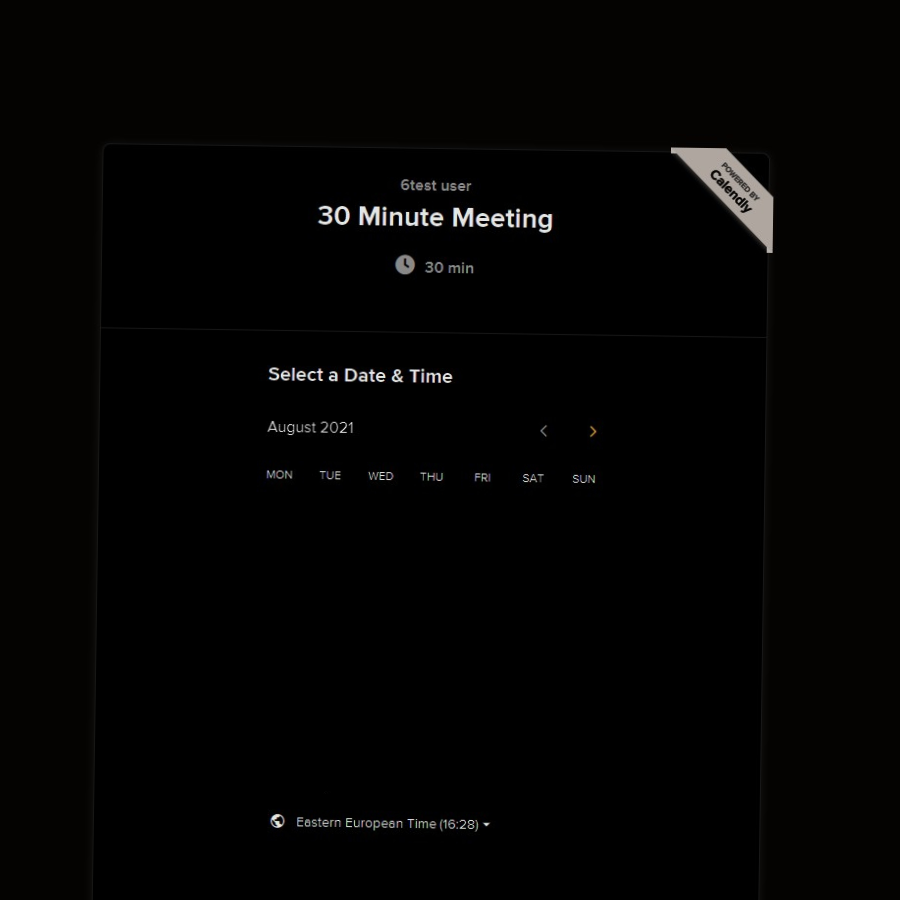 POWERED BY
Calendly
6test user
30 Minute Meeting
30 min
Select a Date & Time
August 2021
MON TUE WED THU FRI SAT SUN
Eastern European Time (16:28)